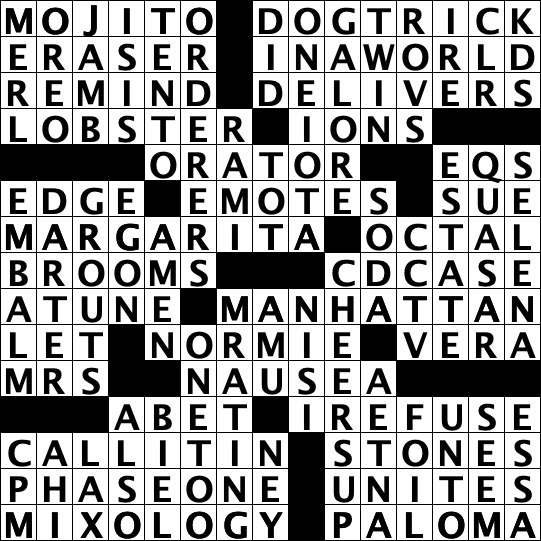 MOJITO DOGTRICK
ERASER INAWORLD
REMIND DELIVERS
LOBSTER IONS
ORATOR EQS
EDGE EMOTES SUE
MARGARITA OCTAL
BROOMS CDCASE
ATUNE MANHATTAN
LET NORMIE VERA
MRS NAUSEA
ABET IREFUSE
CALLITIN STONES
PHASEONE UNITES
MIXOLOGY PALOMA